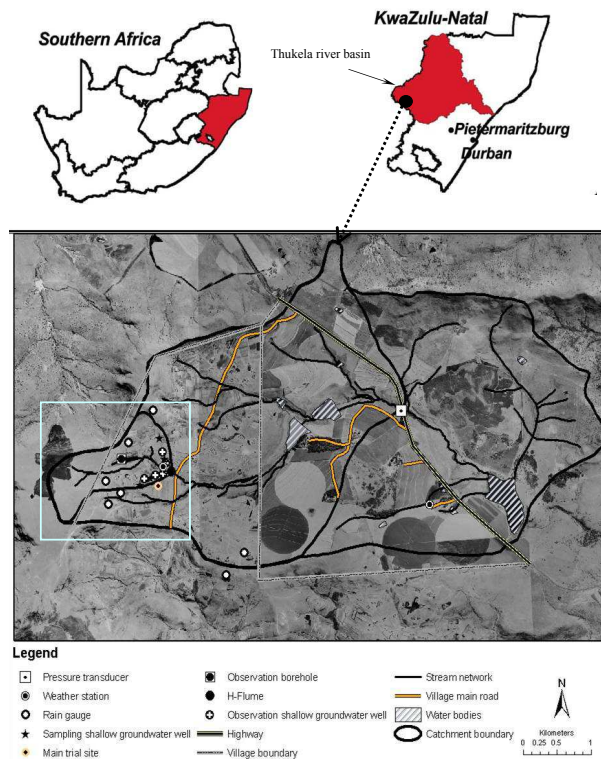 Southern Africa
KwaZulu-Natal
Thukela river basin
Pietermaritzburg
Durban
Legend
Pressure transducer
Weather station
Rain gauge
Sampling shallow groundwater well
Main trial site
Observation borehole
H-Flume
Observation shallow groundwater well
Highway
Village boundary
Stream network
Village main road
Water bodies
Catchment boundary
N
Kilometers
0 0.25 0.5 1